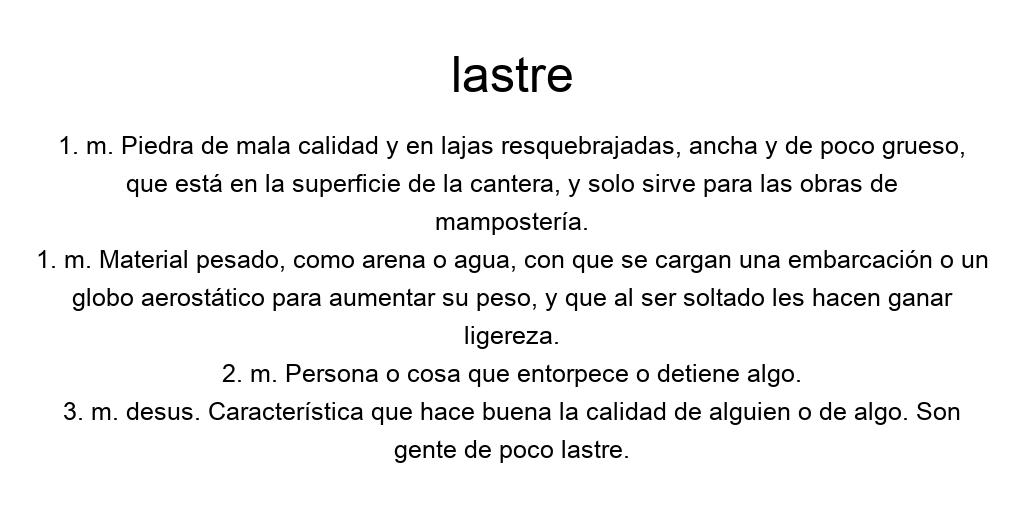 lastre
1. m. Piedra de mala calidad y en lajas resquebrajadas, ancha y de poco grueso,
que está en la superficie de la cantera, y solo sirve para las obras de
mampostería.
1. m. Material pesado, como arena o agua, con que se cargan una embarcación o un
globo aerostático para aumentar su peso, y que al ser soltado les hacen ganar
ligereza.
2. m. Persona o cosa que entorpece o detiene algo.
3. m. desus. Característica que hace buena la calidad de alguien o de algo. Son
gente de poco lastre.